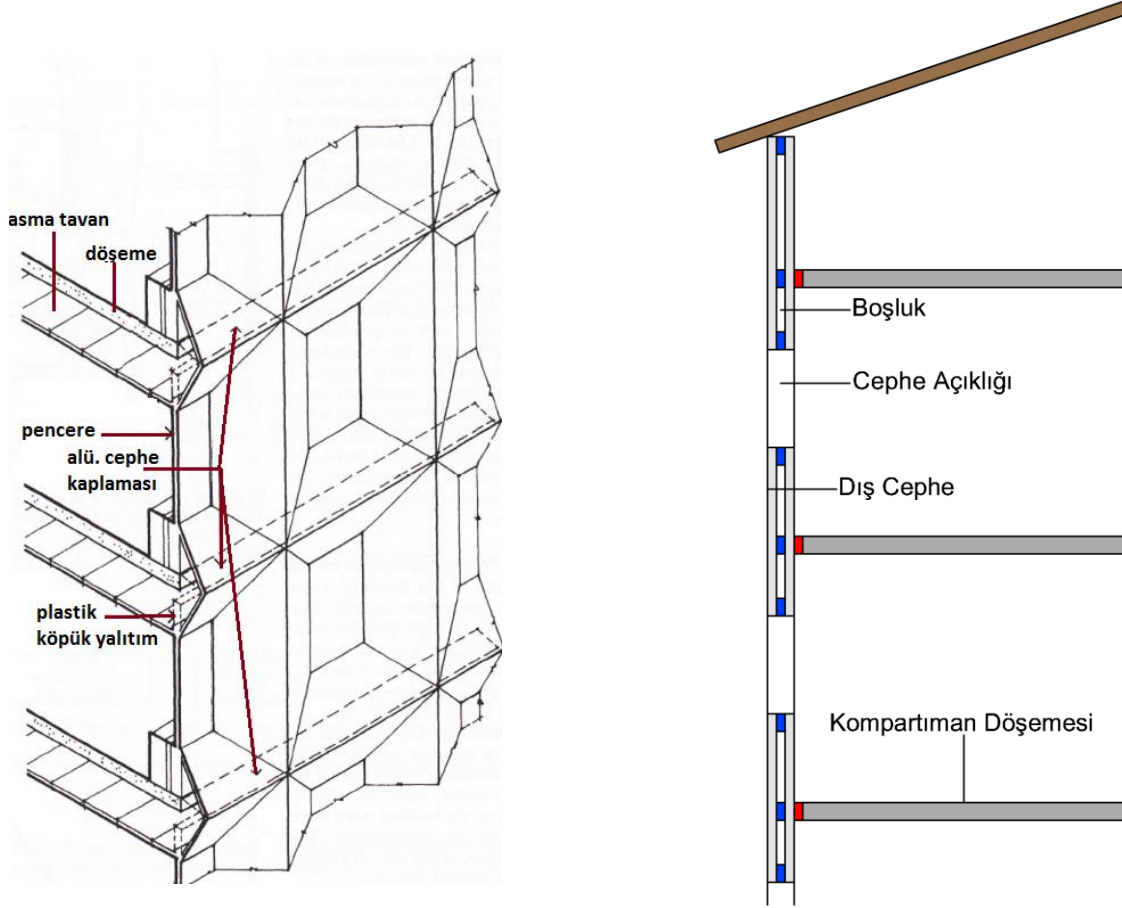 asma tavan
döşeme
pencere
alü. cephe
kaplaması
plastik
köpük yalıtım
Boşluk
Cephe Açıklığı
Dış Cephe
Kompartıman Döşemesi